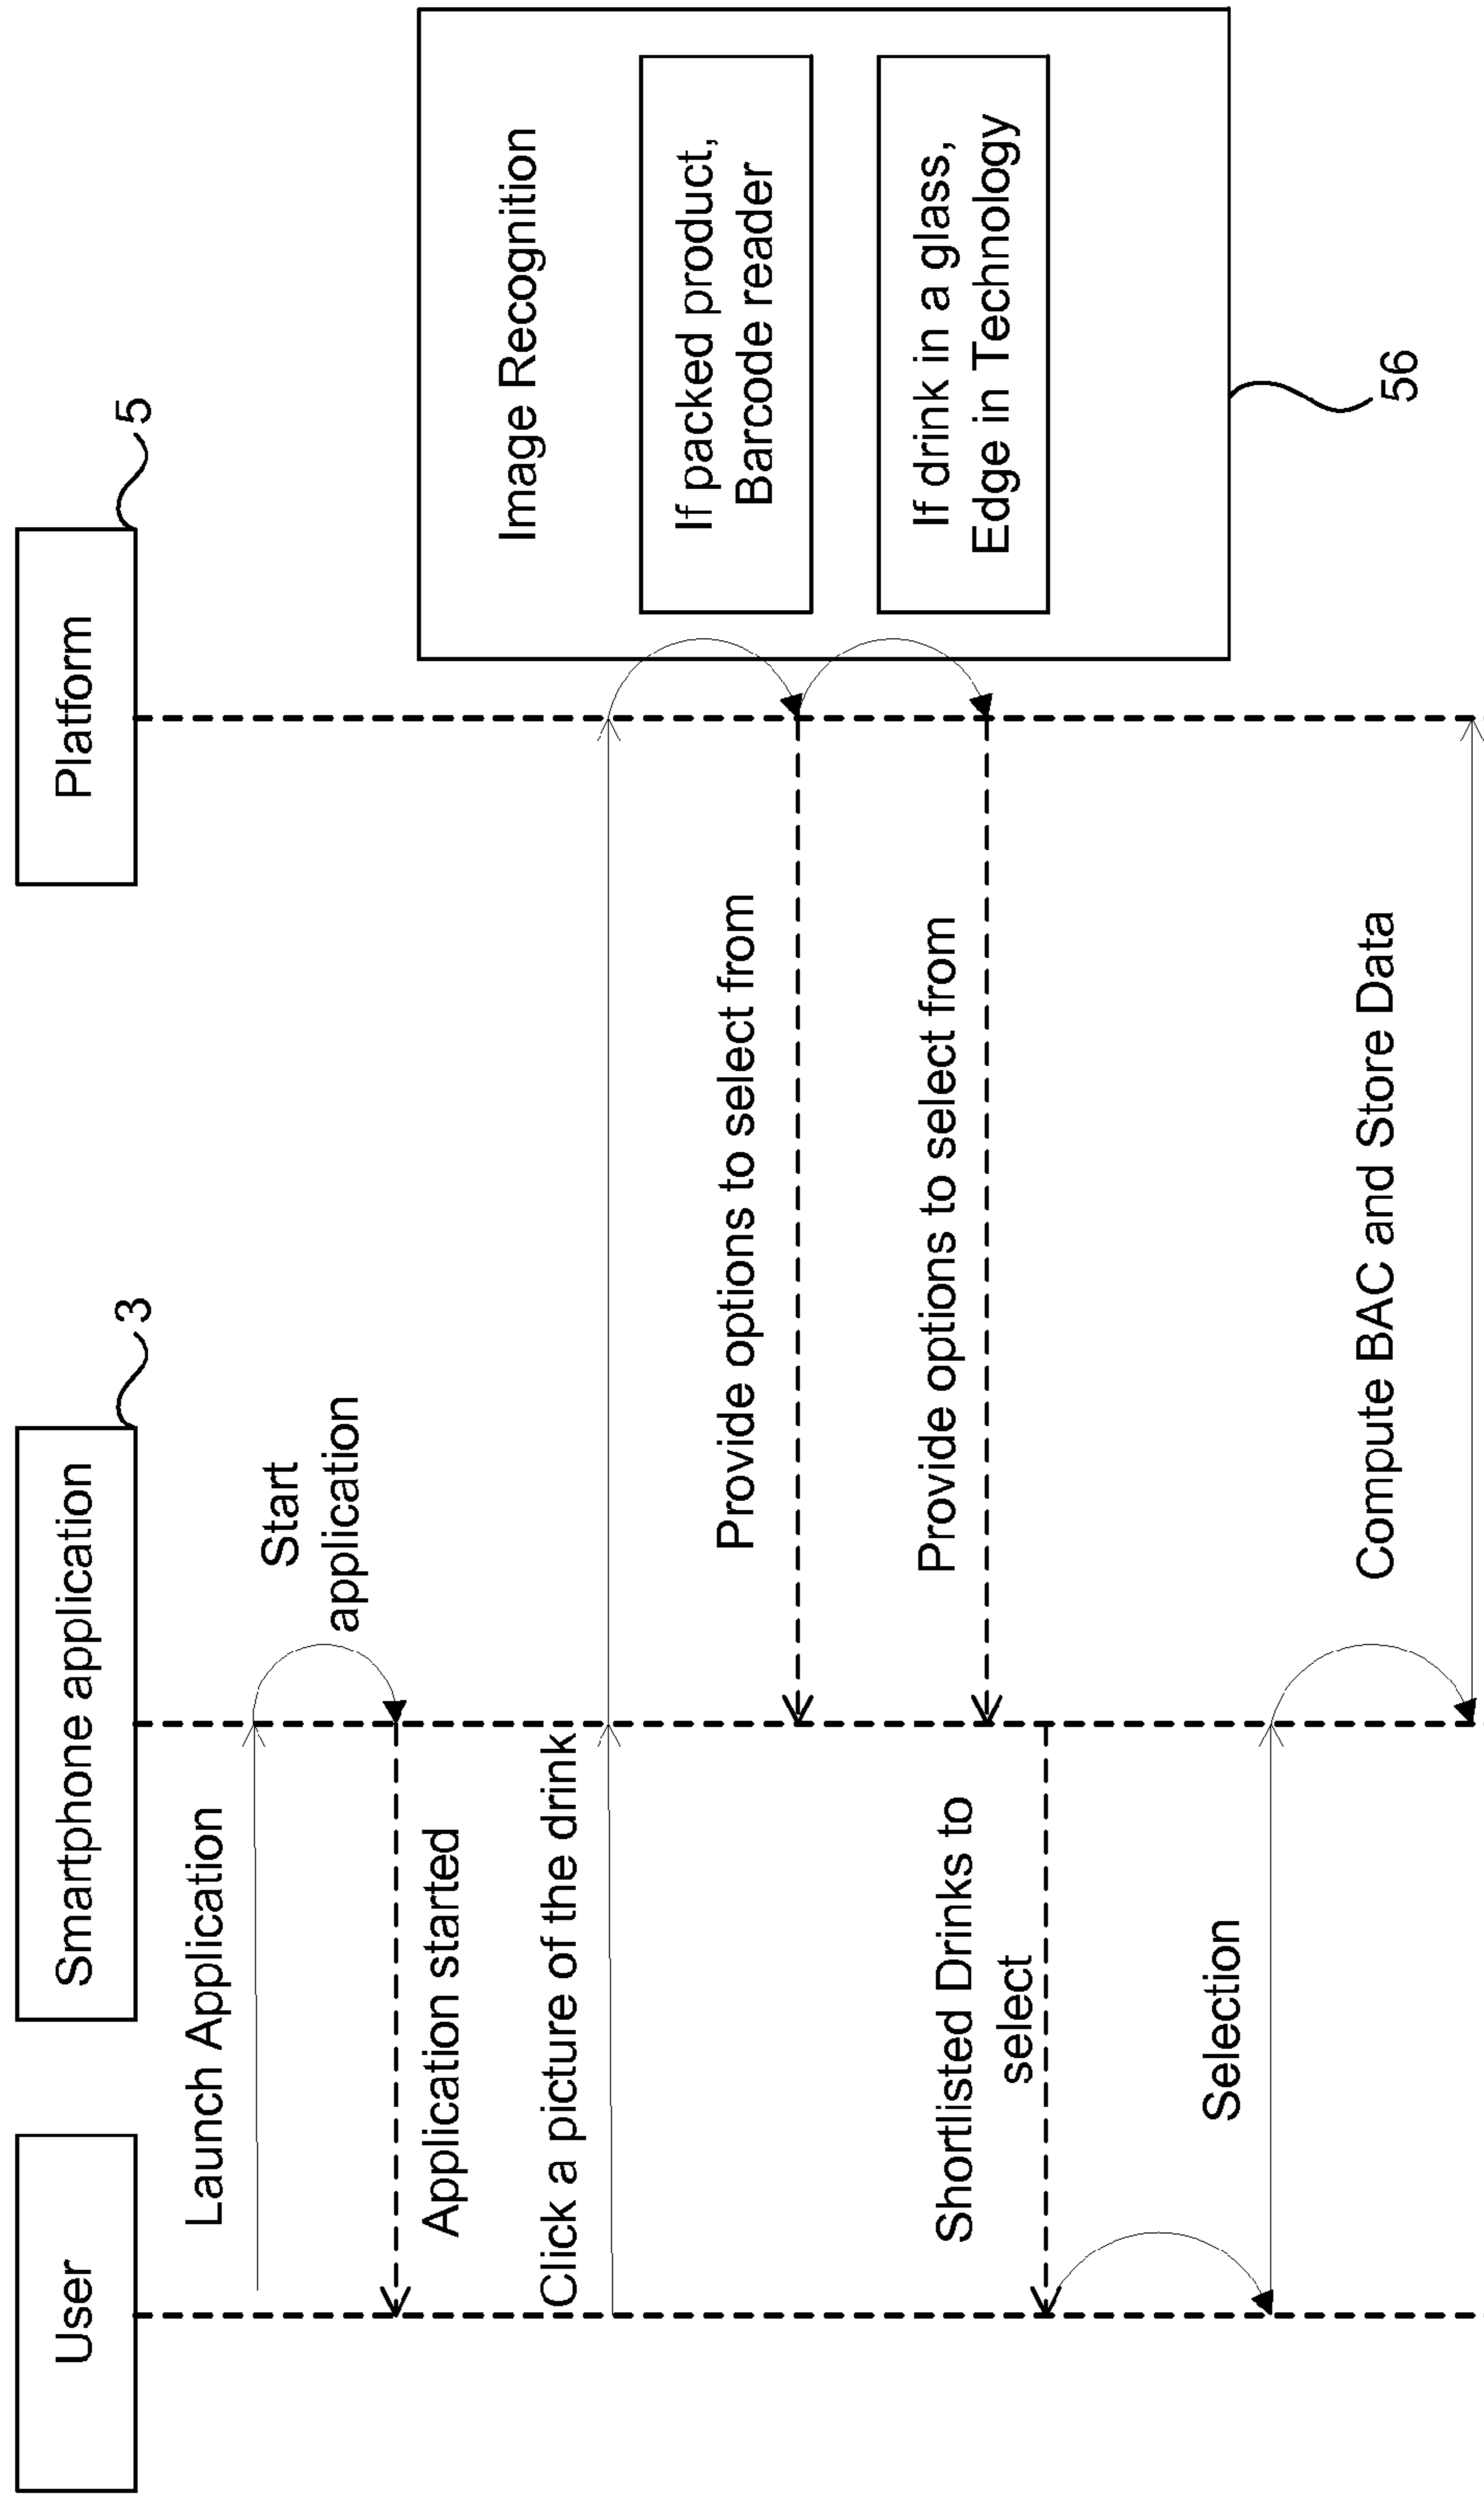 User
Smartphone application
3
Platform
5
Launch Application
Start
application
Application started
Click a picture of the drink
Image Recognition
If packed product,
Barcode reader
Provide options to select from
If drink in a glass,
Edge in Technology
Provide options to select from
Shortlisted Drinks to
select
Selection
Compute BAC and Store Data
56